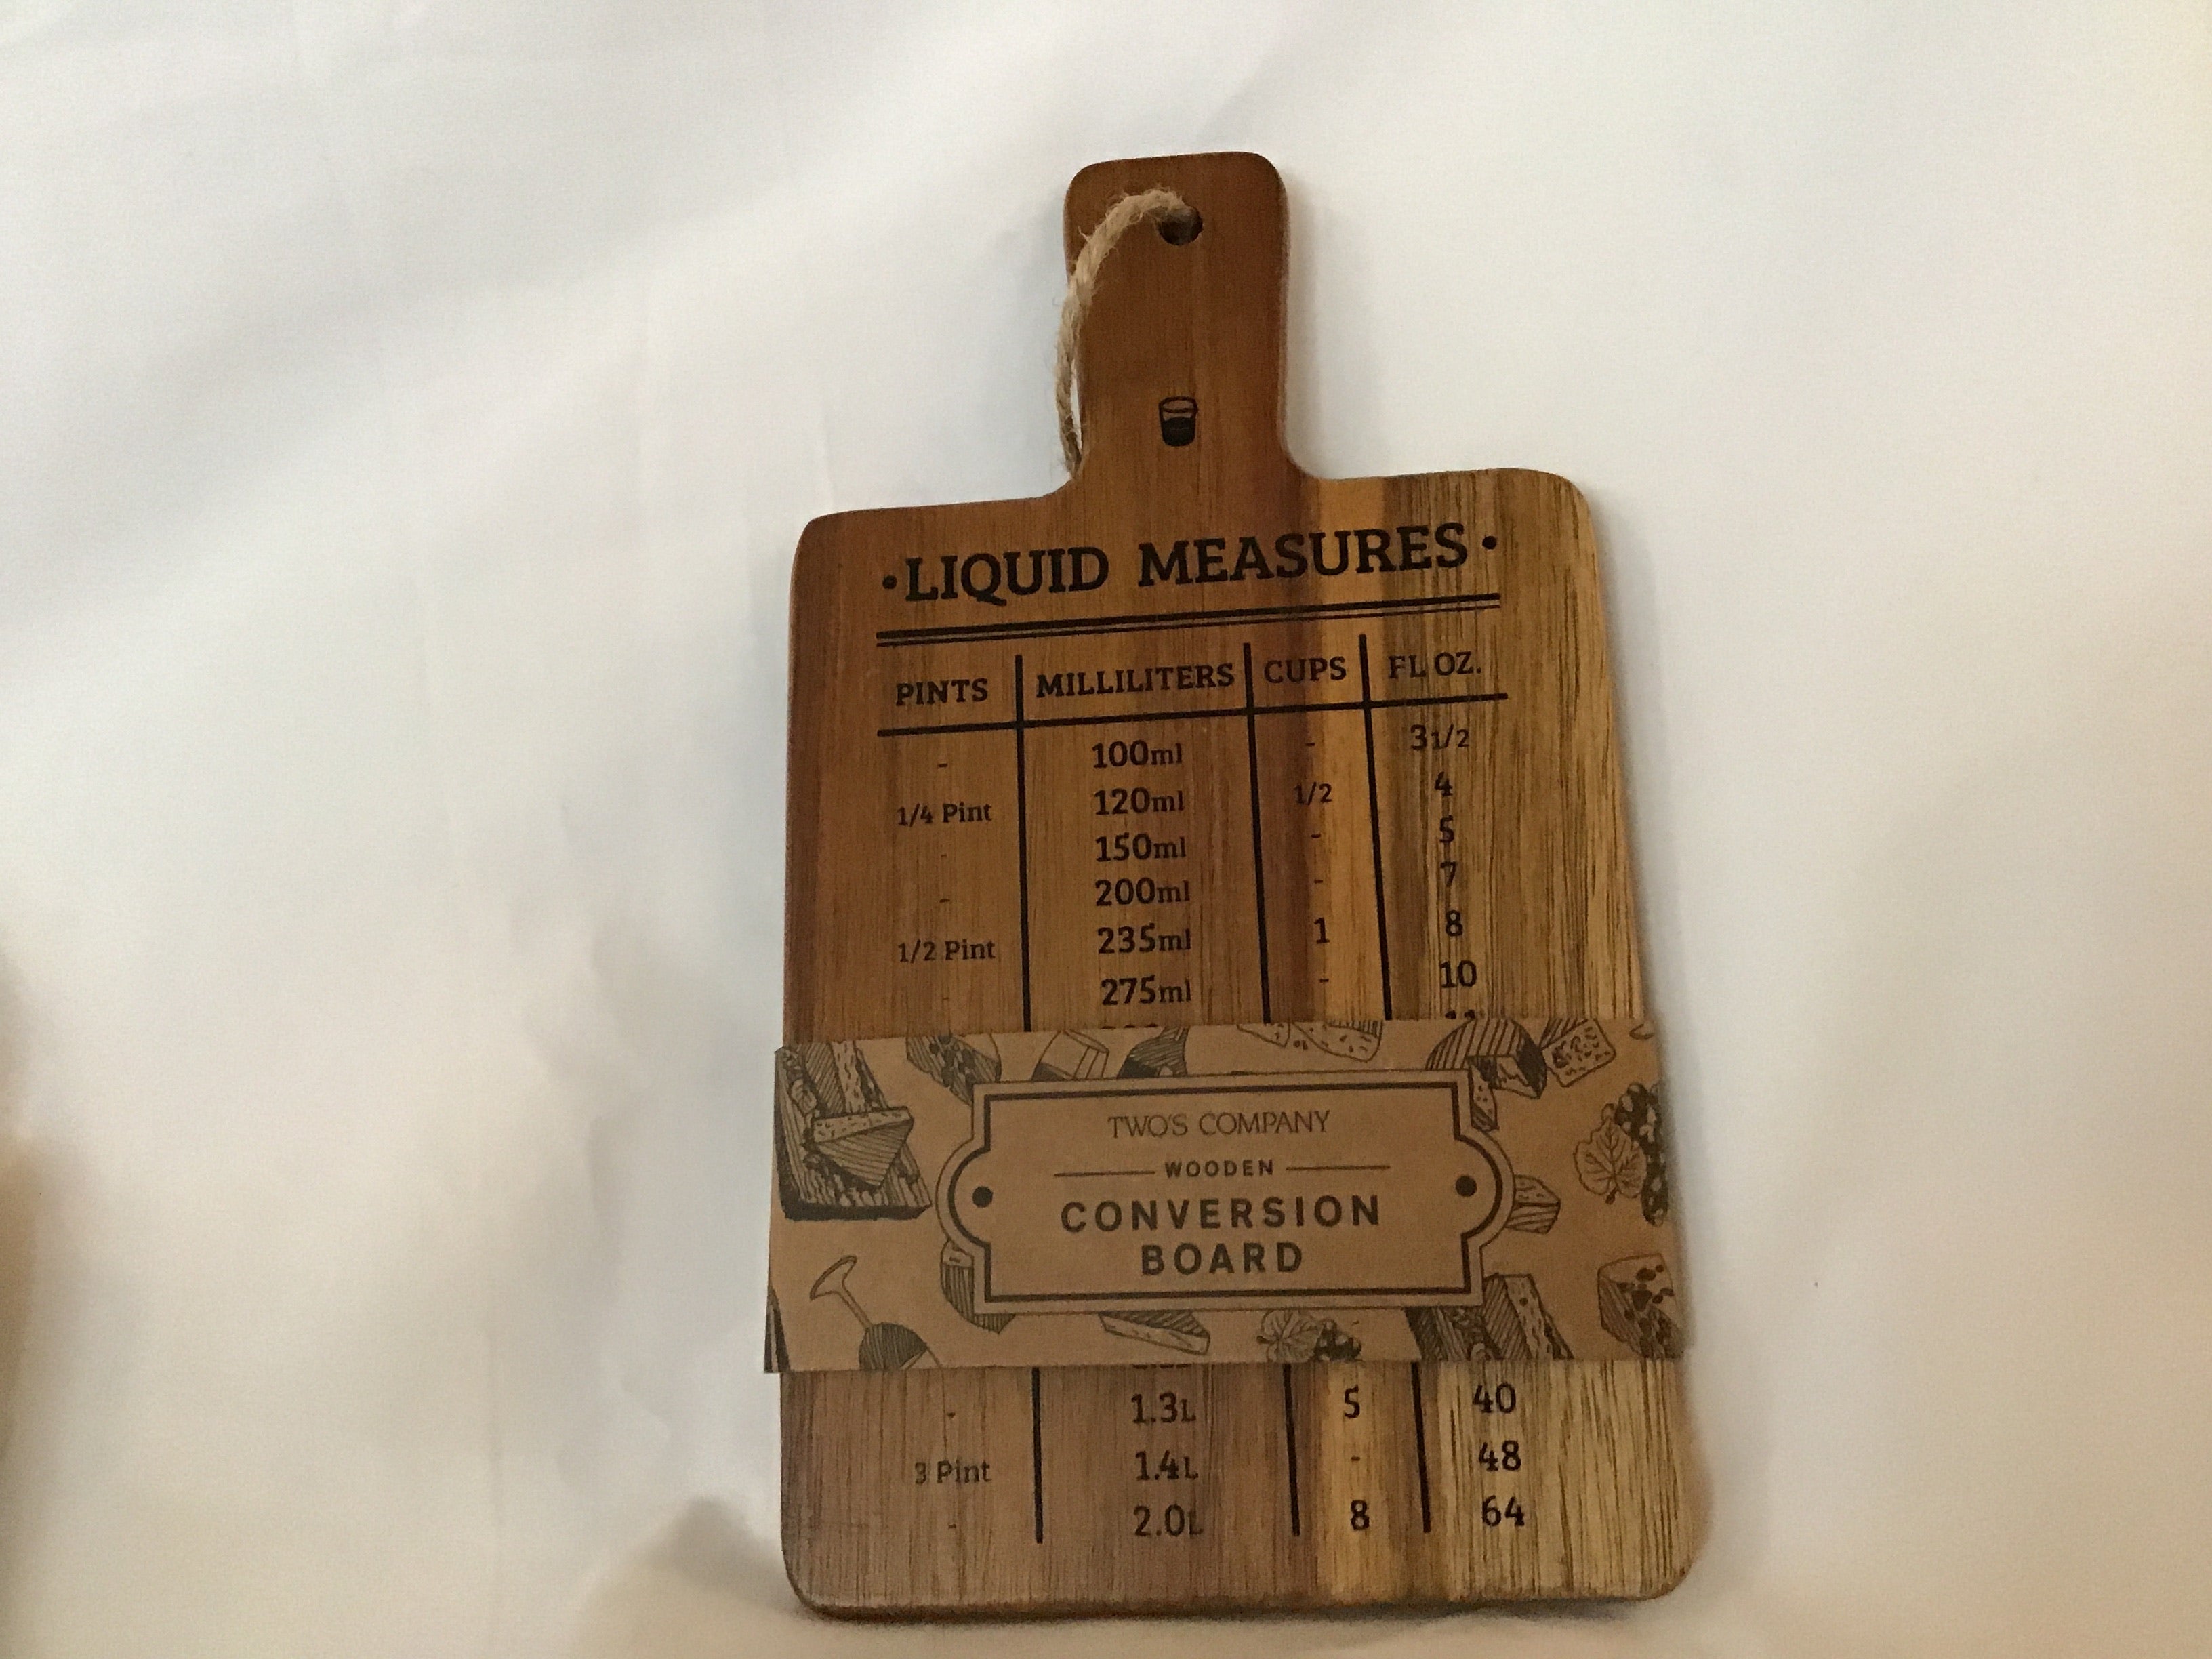 ·LIQUID MEASURES·
PINTS MILLILITERS CUPS FL OZ.
- 100ml - 3 1/2
1/4 Pint 120ml 1/2 4
- 150ml - 5
- 200ml - 7
1/2 Pint 235ml 1 8
- 275ml - 10
TWO'S COMPANY
WOODEN
CONVERSION
BOARD
- 1.3L 5 40
3 Pint 1.4L - 48
- 2.0L 8 64